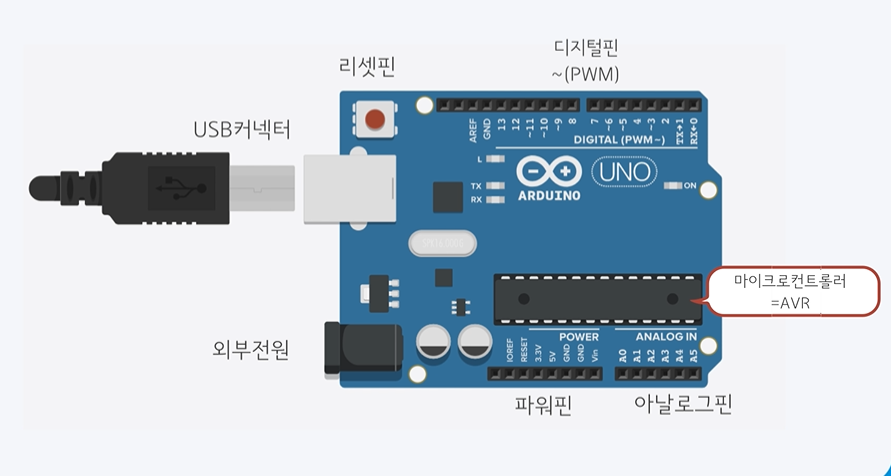 디지털핀
~(PWM)
리셋핀
USB커넥터
AREF
GND
13
12
~11
~10
~9
8
7
~6
~5
4
~3
2
TX→1
RX←0
DIGITAL (PWM~)
L
TX
RX
ARDUINO
UNO
ON
마이크로컨트롤러
=AVR
외부전원
POWER
ANALOG IN
IOREF
RESET
3.3V
5V
GND
GND
Vin
A0
A1
A2
A3
A4
A5
파워핀
아날로그핀